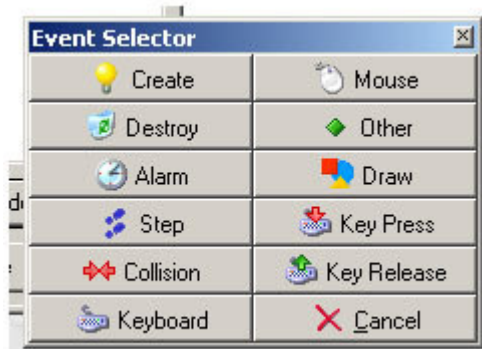 Event Selector
Create
Mouse
Destroy
Other
Alarm
Draw
Step
Key Press
Collision
Key Release
Keyboard
Cancel